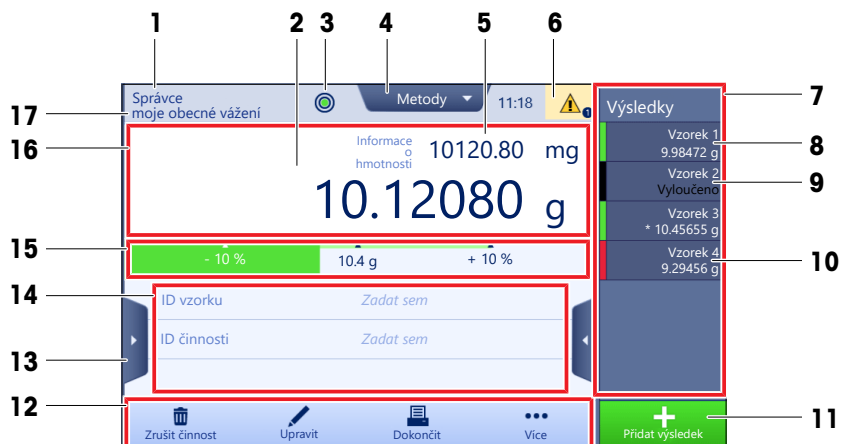 1
2
3
4
5
6
Správce
moje obecné vážení
Metody
11:18
1
17
16
Informace
o
hmotnosti
10120.80 mg
10.12080 g
15
- 10 %
10.4 g
+ 10 %
14
ID vzorku
Zadat sem
ID činnosti
Zadat sem
13
12
Zrušit činnost
Upravit
Dokončit
Více
Výsledky
7
Vzorek 1
9.98472 g
8
Vzorek 2
Vyloučeno
9
Vzorek 3
* 10.45655 g
Vzorek 4
9.29456 g
10
Přidat výsledek
11